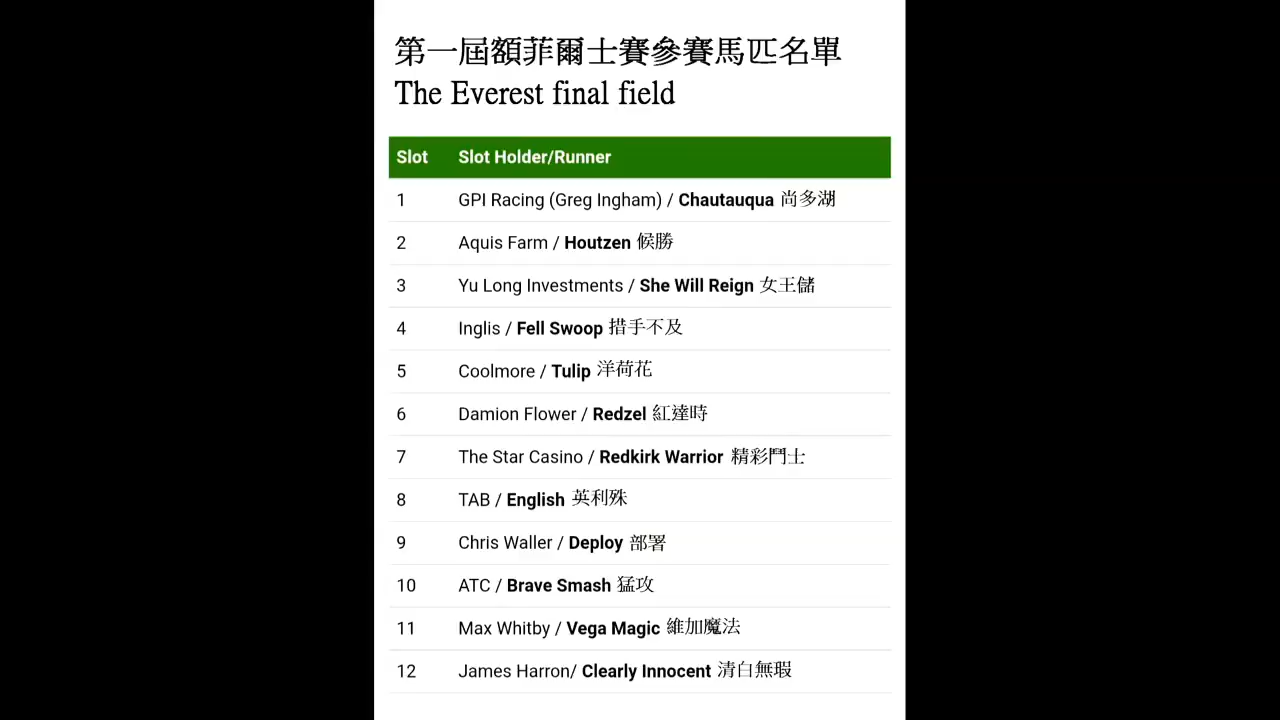 第一屆額菲爾士賽參賽馬匹名單
The Everest final field
Slot Slot Holder/Runner
1 GPI Racing (Greg Ingham) / Chautauqua 尚多湖
2 Aquis Farm / Houtzen 候勝
3 Yu Long Investments / She Will Reign 女王儲
4 Inglis / Fell Swoop 措手不及
5 Coolmore / Tulip 洋荷花
6 Damion Flower / Redzel 紅達時
7 The Star Casino / Redkirk Warrior 精彩鬥士
8 TAB / English 英利殊
9 Chris Waller / Deploy 部署
10 ATC / Brave Smash 猛攻
11 Max Whitby / Vega Magic 維加魔法
12 James Harron/ Clearly Innocent 清白無瑕